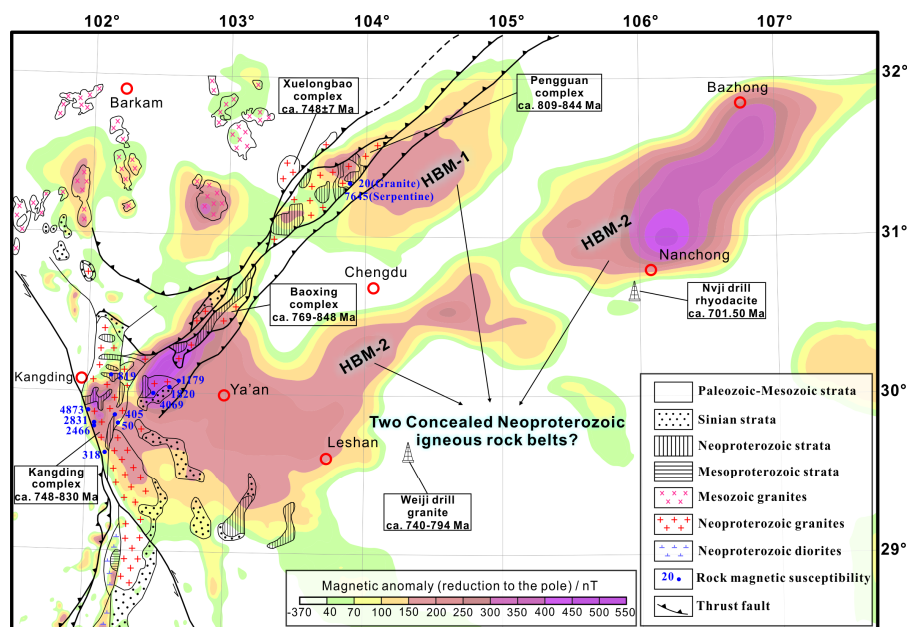 102°
103°
104°
105°
106°
107°
32°
31°
30°
29°
Barkam
Xuelongbao
complex
ca. 748±7 Ma
Pengguan
complex
ca. 809-844 Ma
Bazhong
20(Granite)
7645(Serpentine)
HBM-1
HBM-2
Nanchong
Chengdu
Baoxing
complex
ca. 769-848 Ma
Nvji drill
rhyodacite
ca. 701.50 Ma
HBM-2
Kangding
819
1179
1820
4069
Ya'an
4873
2831
2466
405
50
318
Two Concealed Neoproterozoic
igneous rock belts?
Leshan
Kangding
complex
ca. 748-830 Ma
Weiji drill
granite
ca. 740-794 Ma
Paleozoic-Mesozoic strata
Sinian strata
Neoproterozoic strata
Mesoproterozoic strata
Mesozoic granites
Neoproterozoic granites
Neoproterozoic diorites
20 Rock magnetic susceptibility
Thrust fault
Magnetic anomaly (reduction to the pole) / nT
-370 40 70 100 150 200 250 300 350 400 450 500 550